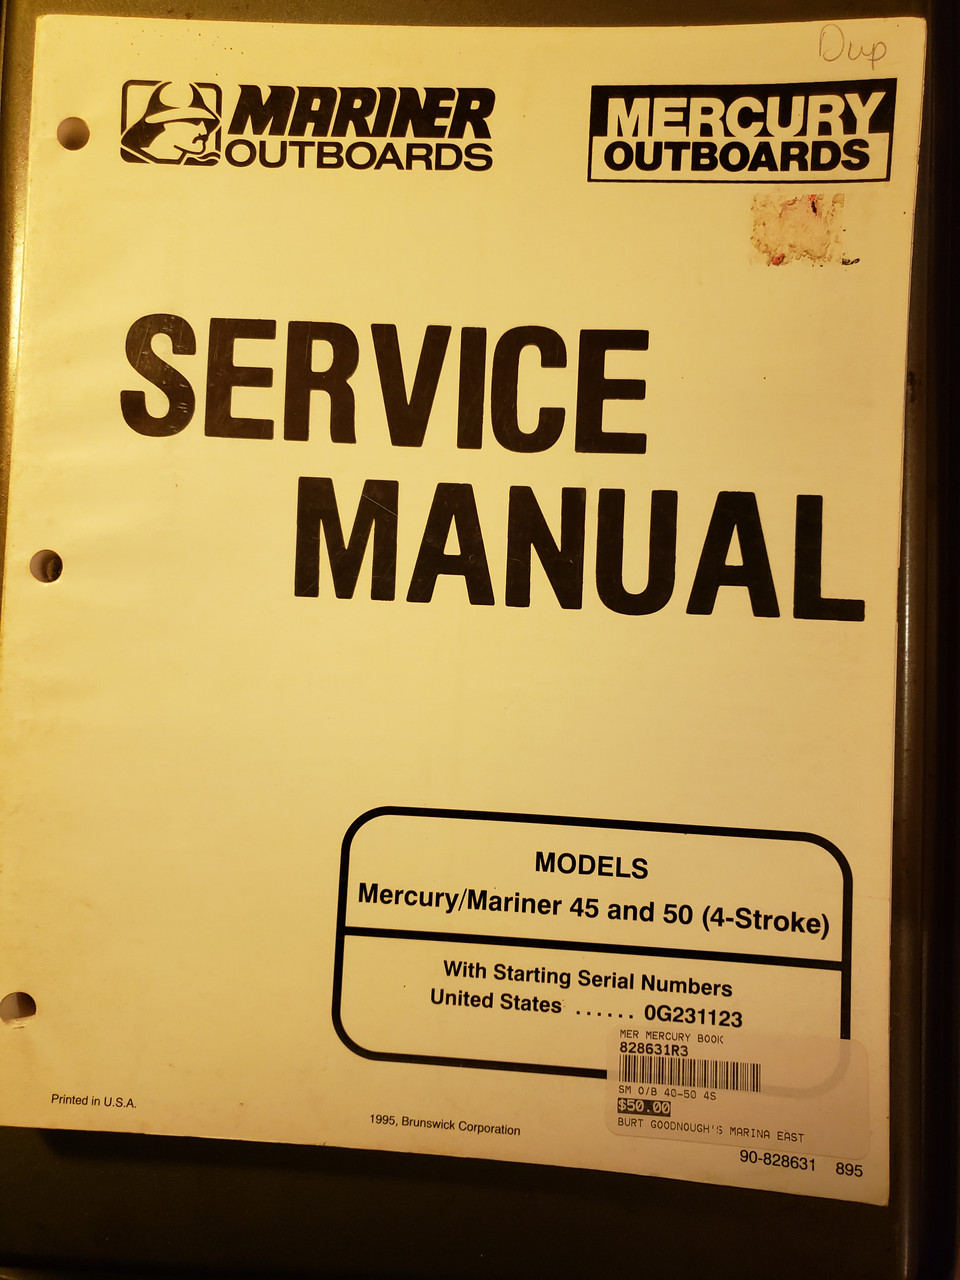 Dup
MARINER
OUTBOARDS
MERCURY
OUTBOARDS
SERVICE
MANUAL
MODELS
Mercury/Mariner 45 and 50 (4-Stroke)
With Starting Serial Numbers
United States ...... 0G231123
MER MERCURY BOOK
828631R3
SM O/B 40-50 4S
$50.00
BURT GOODNOUGH'S MARINA EAST
Printed in U.S.A.
1995, Brunswick Corporation
90-828631 895